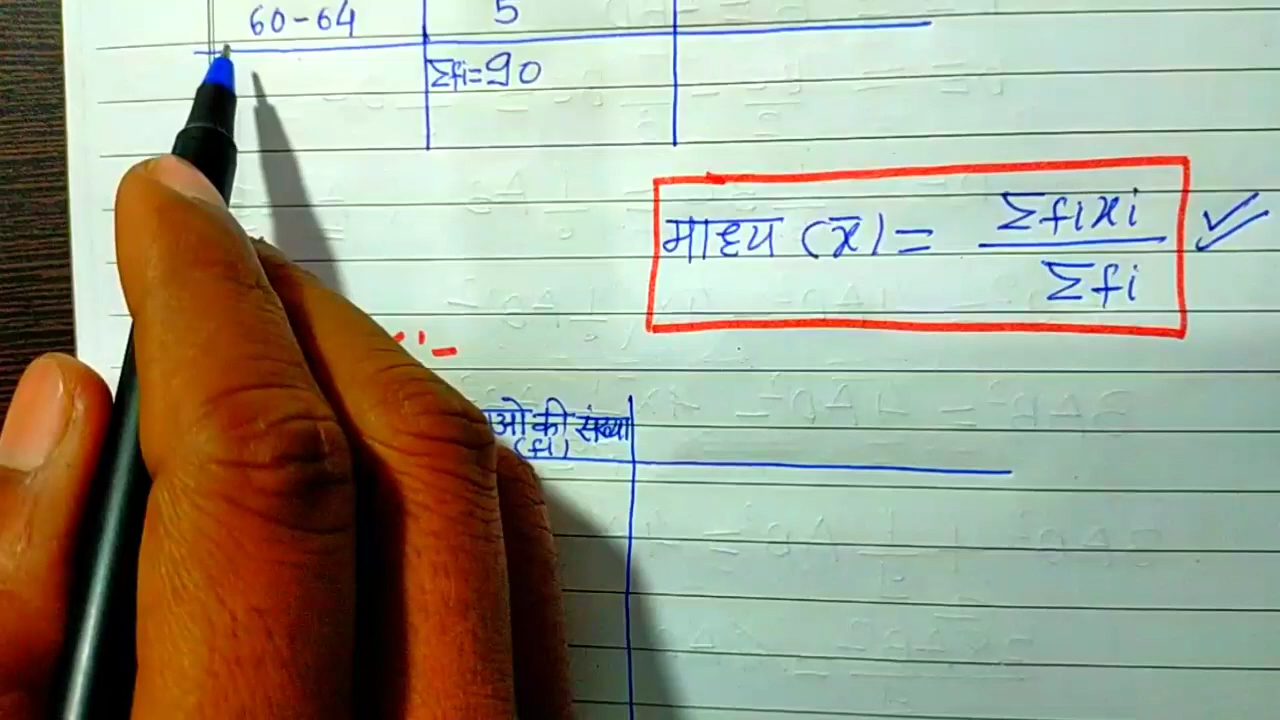 60-64 5
Σfi=90
माध्य (x̄) = Σfixi
Σfi
ओ की संख्या
(fi)